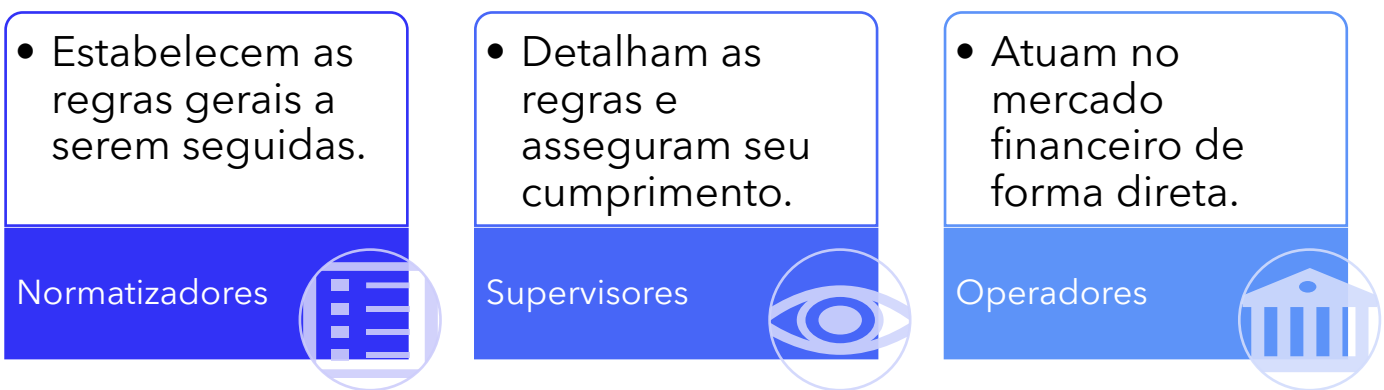 • Estabelecem as
regras gerais a
serem seguidas.
Normatizadores
• Detalham as
regras e
asseguram seu
cumprimento.
Supervisores
• Atuam no
mercado
financeiro de
forma direta.
Operadores